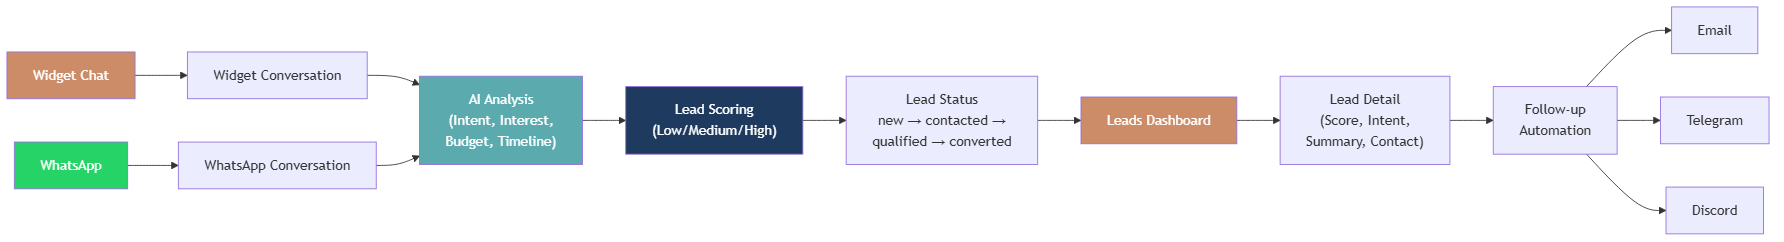 Widget Chat
Widget Conversation
WhatsApp
WhatsApp Conversation
AI Analysis
(Intent, Interest,
Budget, Timeline)
Lead Scoring
(Low/Medium/High)
Lead Status
new → contacted →
qualified → converted
Leads Dashboard
Lead Detail
(Score, Intent,
Summary, Contact)
Follow-up
Automation
Email
Telegram
Discord